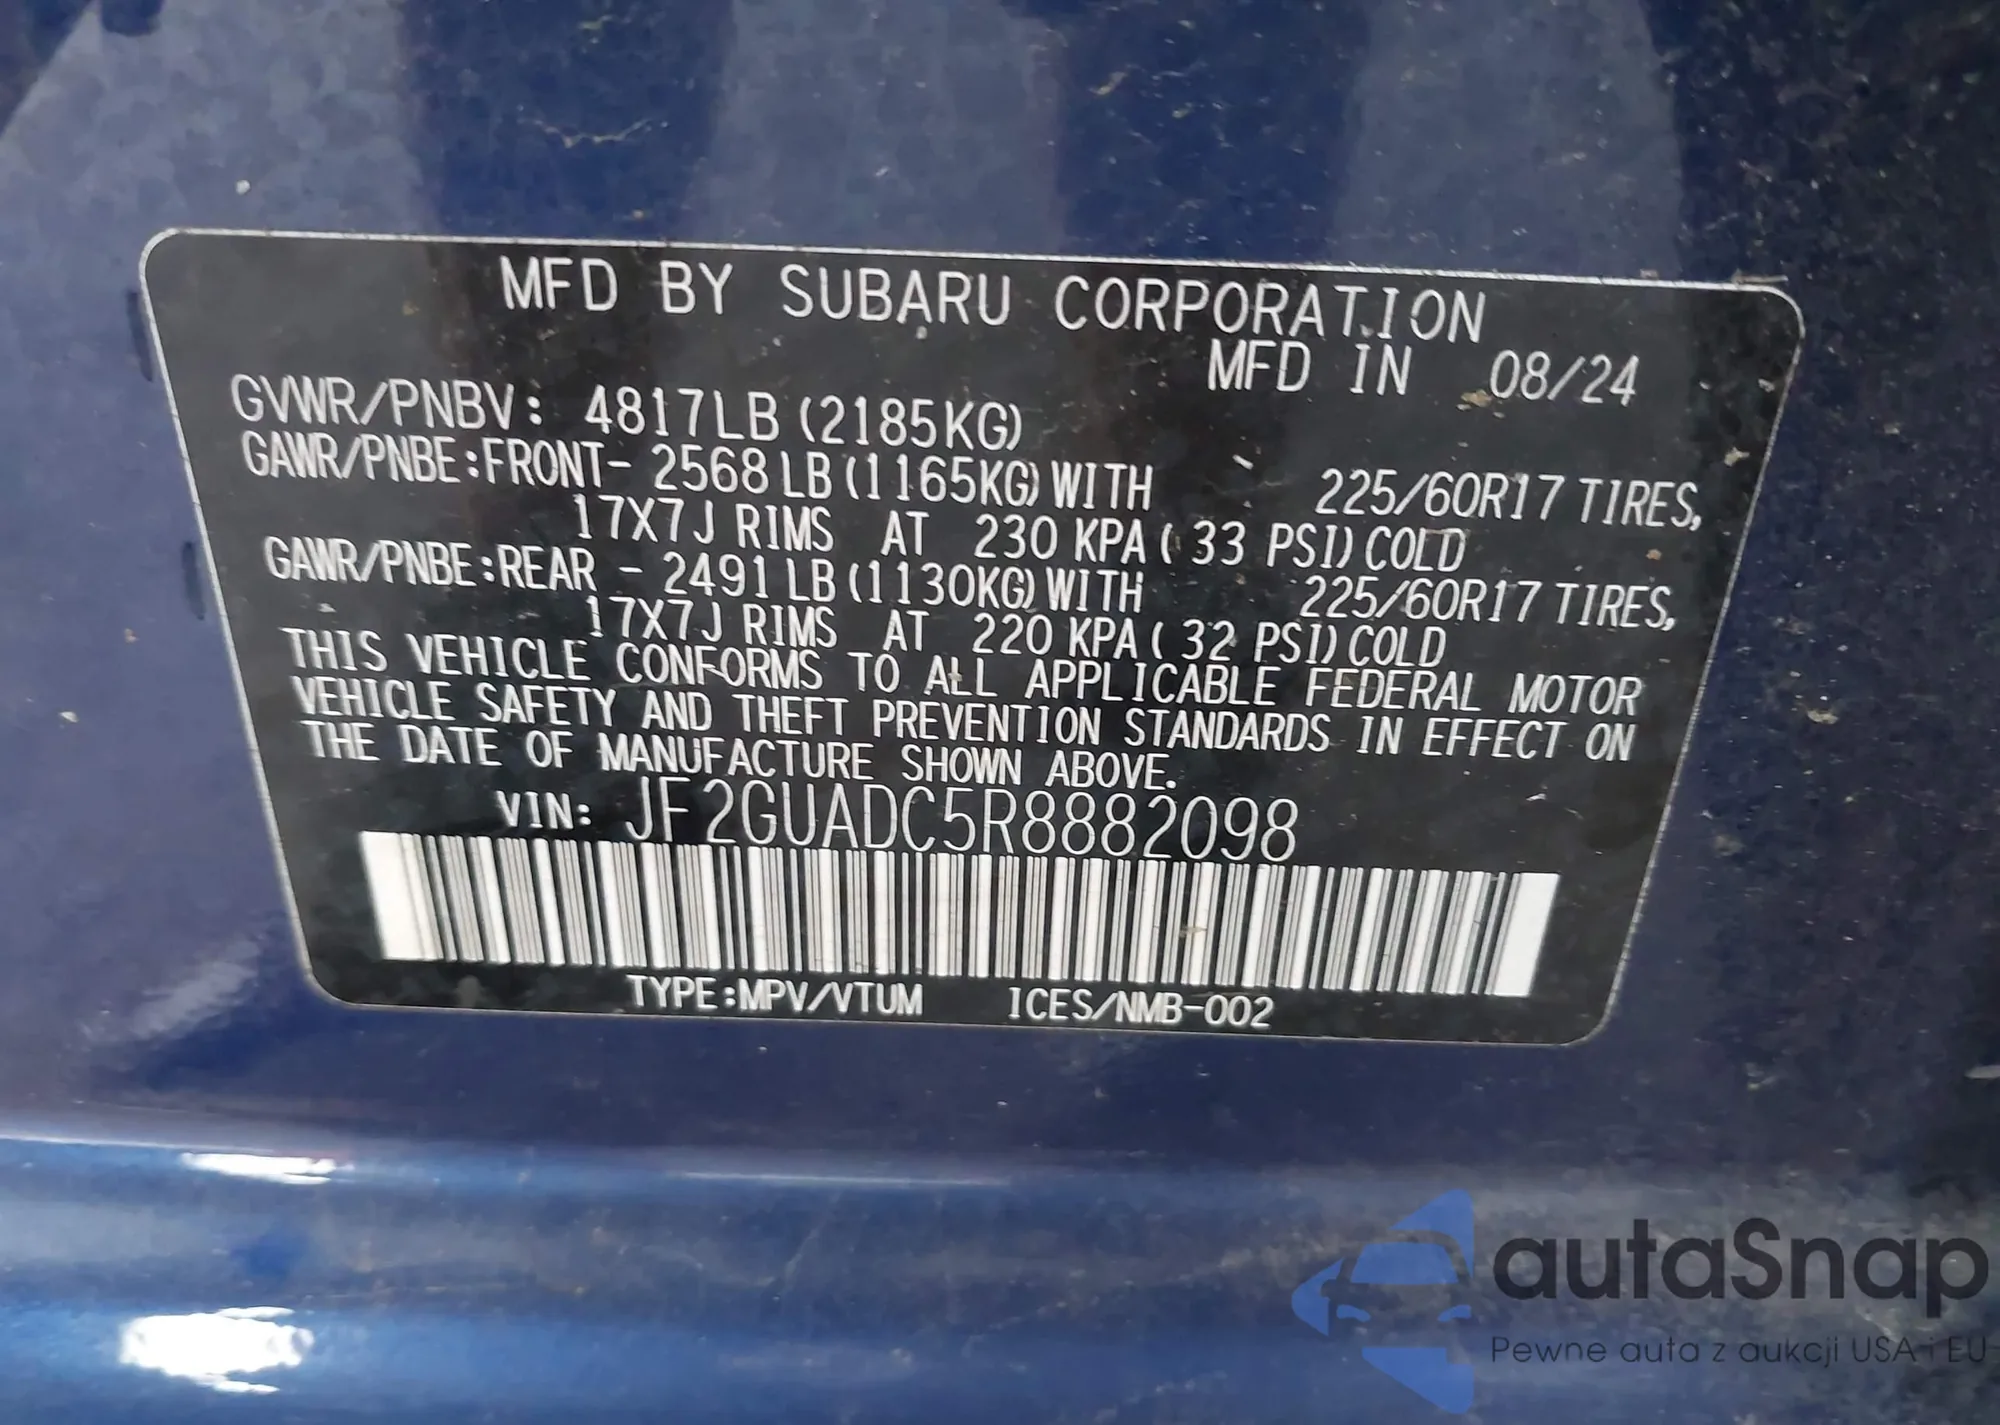 MFD BY SUBARU CORPORATION
MFD IN 08/24
GVWR/PNBV: 4817LB (2185KG)
GAWR/PNBE:FRONT- 2568 LB (1165KG) WITH 225/60R17 TIRES,
17X7J RIMS AT 230 KPA ( 33 PSI) COLD
GAWR/PNBE:REAR - 2491 LB (1130KG) WITH 225/60R17 TIRES,
17X7J RIMS AT 220 KPA ( 32 PSI) COLD
THIS VEHICLE CONFORMS TO ALL APPLICABLE FEDERAL MOTOR
VEHICLE SAFETY AND THEFT PREVENTION STANDARDS IN EFFECT ON
THE DATE OF MANUFACTURE SHOWN ABOVE.
VIN: JF2GUADC5R8882098
TYPE:MPV/VTUM ICES/NMB-002
autaSnap
Pewne auta z aukcji USA i EU